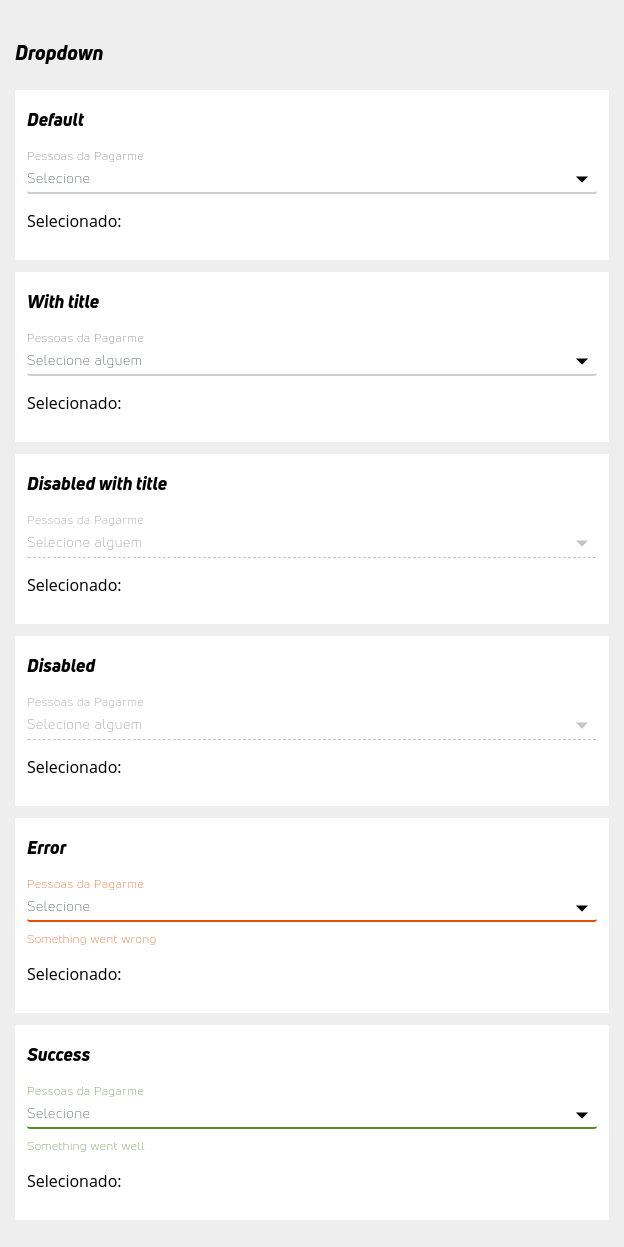 Dropdown
Default
Pessoas da Pagarme
Selecione
Selecionado:
With title
Pessoas da Pagarme
Selecione alguem
Selecionado:
Disabled with title
Pessoas da Pagarme
Selecione alguem
Selecionado:
Disabled
Pessoas da Pagarme
Selecione alguem
Selecionado:
Error
Pessoas da Pagarme
Selecione
Something went wrong
Selecionado:
Success
Pessoas da Pagarme
Selecione
Something went well
Selecionado: